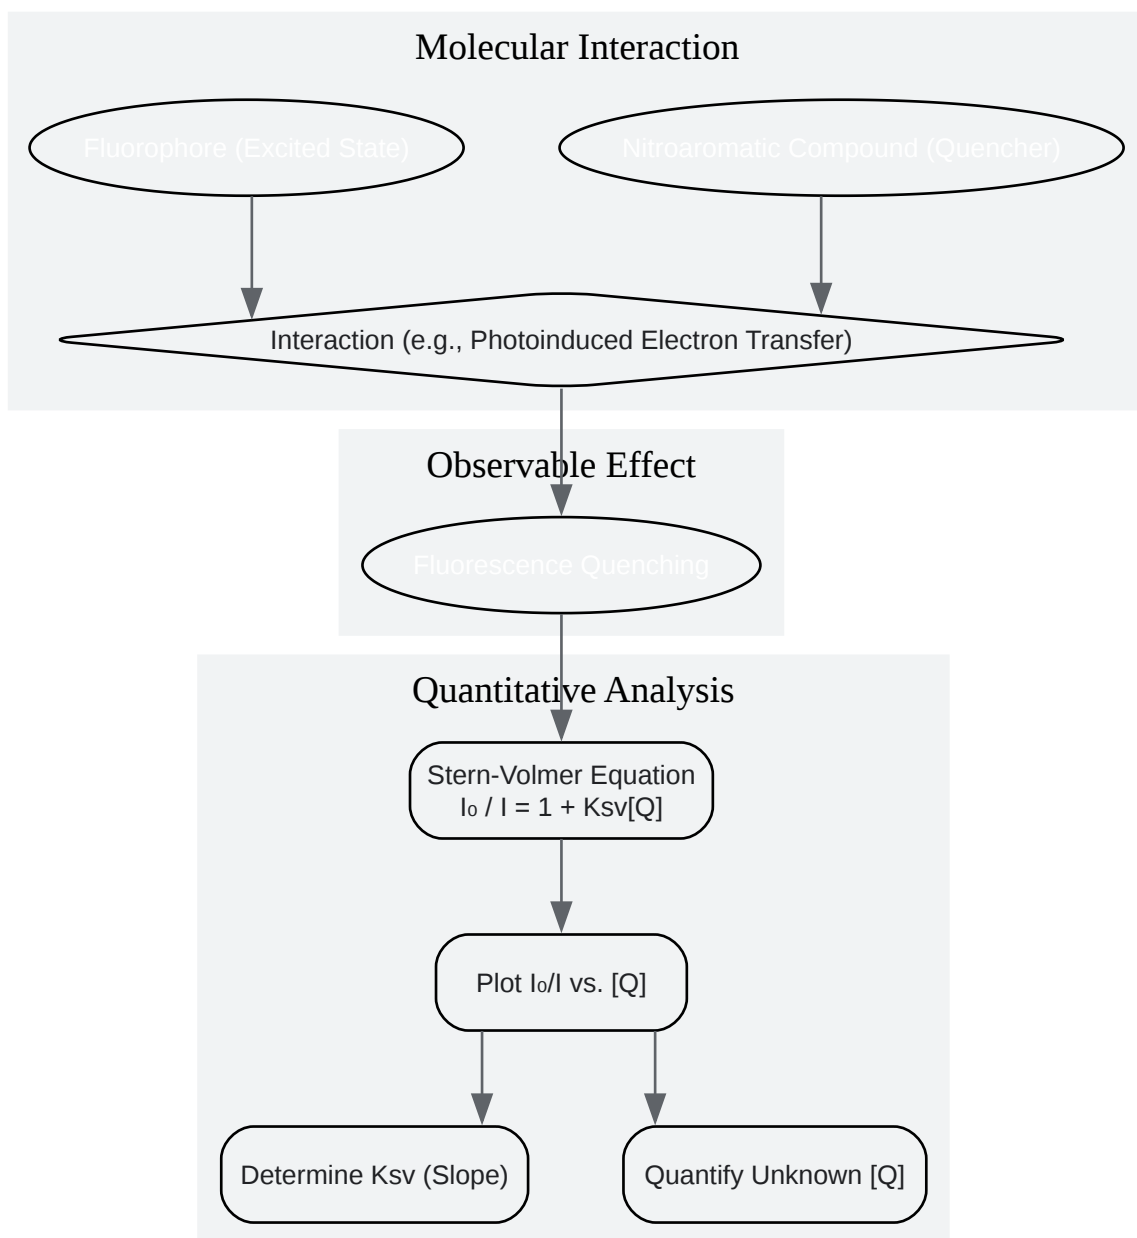 Molecular Interaction
Fluorophore (Excited State)
Nitroaromatic Compound (Quencher)
Interaction (e.g., Photoinduced Electron Transfer)
Observable Effect
Fluorescence Quenching
Quantitative Analysis
Stern-Volmer Equation
I₀ / I = 1 + Ksv[Q]
Plot I₀/I vs. [Q]
Determine Ksv (Slope)
Quantify Unknown [Q]